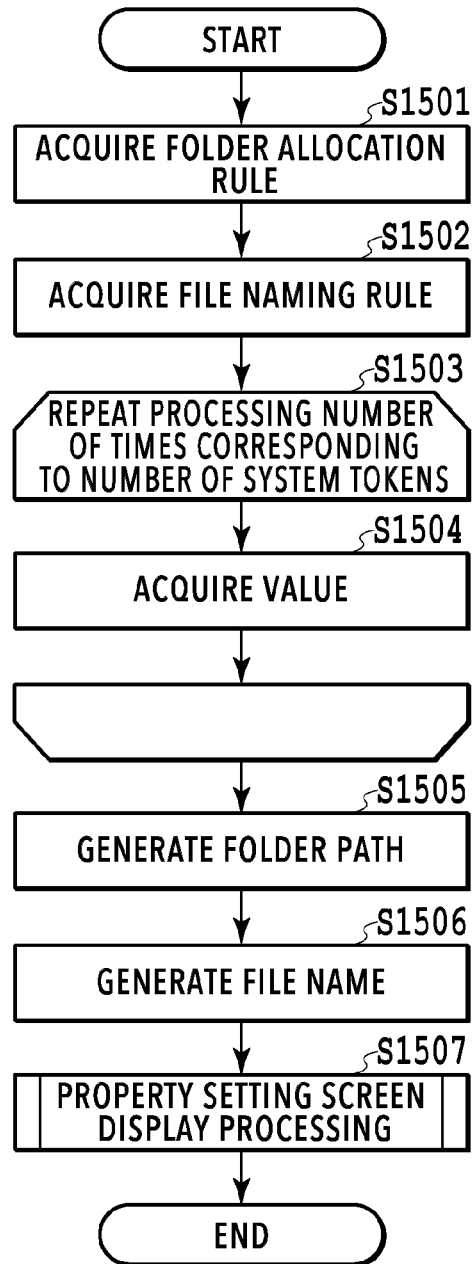 START
S1501
ACQUIRE FOLDER ALLOCATION
RULE
S1502
ACQUIRE FILE NAMING RULE
S1503
REPEAT PROCESSING NUMBER
OF TIMES CORRESPONDING
TO NUMBER OF SYSTEM TOKENS
S1504
ACQUIRE VALUE
S1505
GENERATE FOLDER PATH
S1506
GENERATE FILE NAME
S1507
PROPERTY SETTING SCREEN
DISPLAY PROCESSING
END